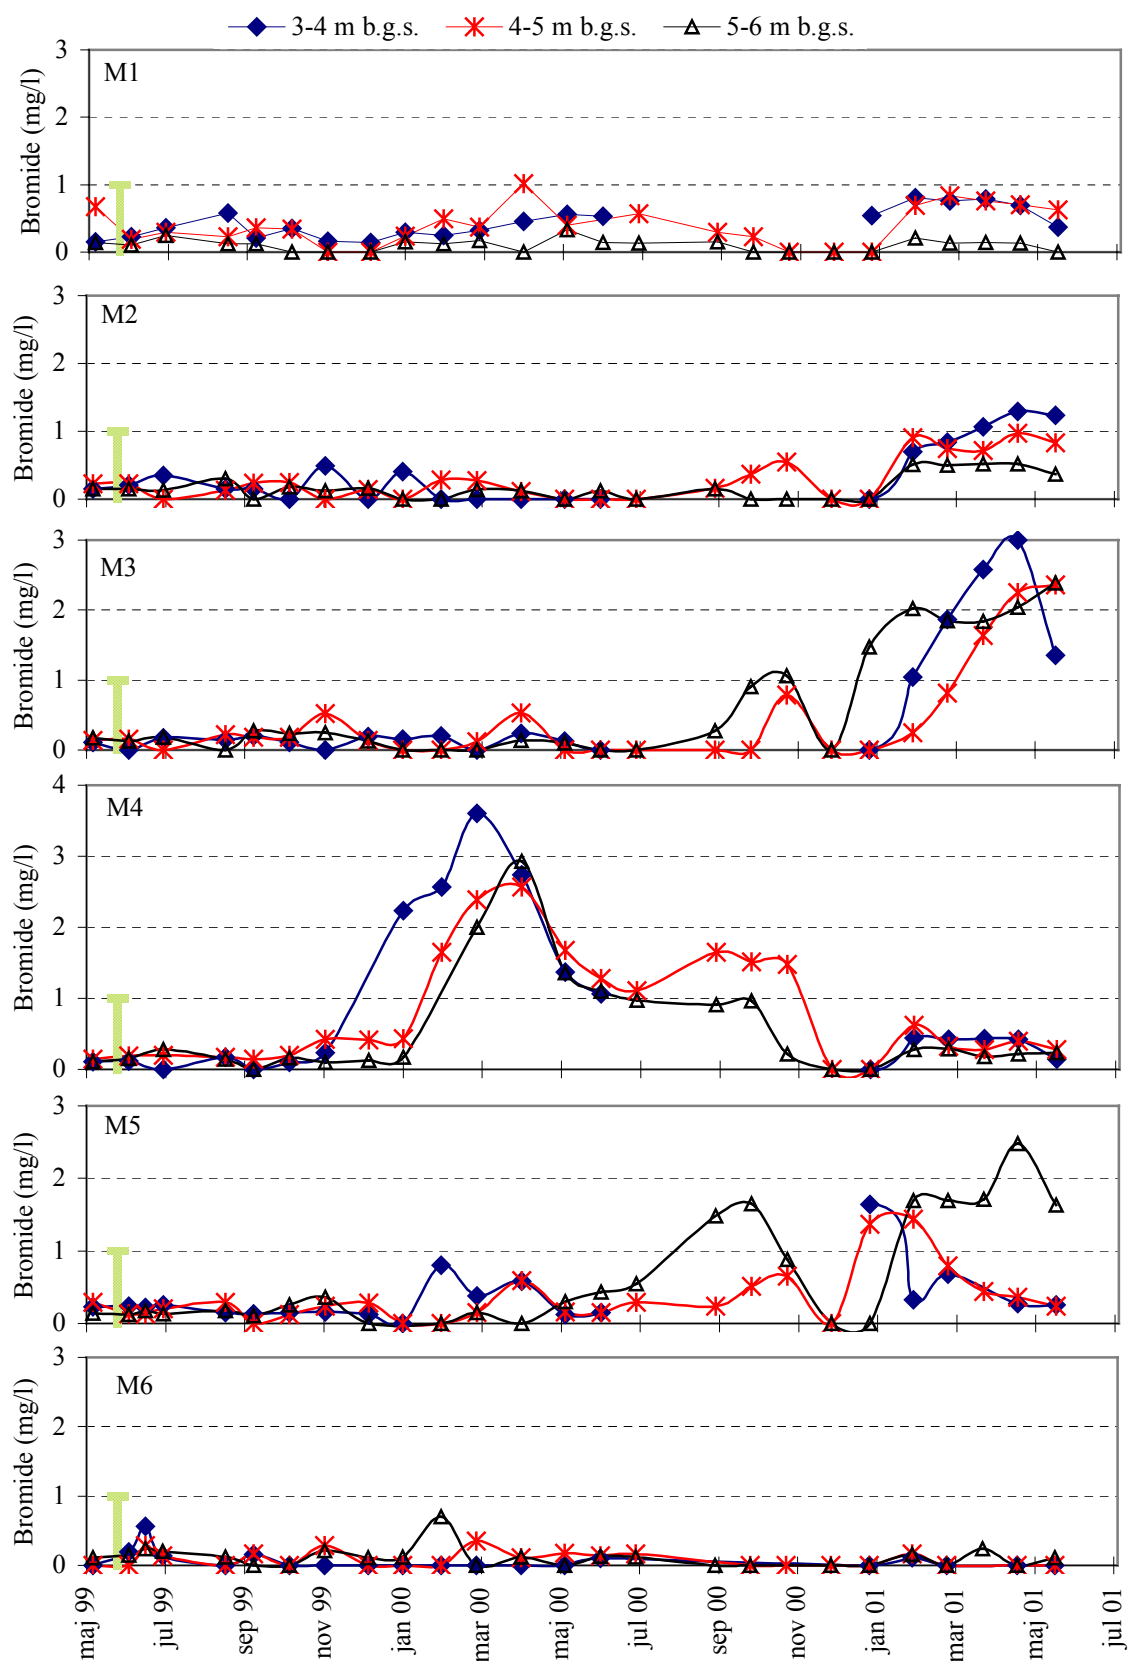 3-4 m b.g.s. 4-5 m b.g.s. 5-6 m b.g.s.
M1
Bromide (mg/l)
3
2
1
0
M2
Bromide (mg/l)
3
2
1
0
M3
Bromide (mg/l)
3
2
1
0
M4
Bromide (mg/l)
4
3
2
1
0
M5
Bromide (mg/l)
3
2
1
0
M6
Bromide (mg/l)
3
2
1
0
maj 99 jul 99 sep 99 nov 99 jan 00 mar 00 maj 00 jul 00 sep 00 nov 00 jan 01 mar 01 maj 01 jul 01